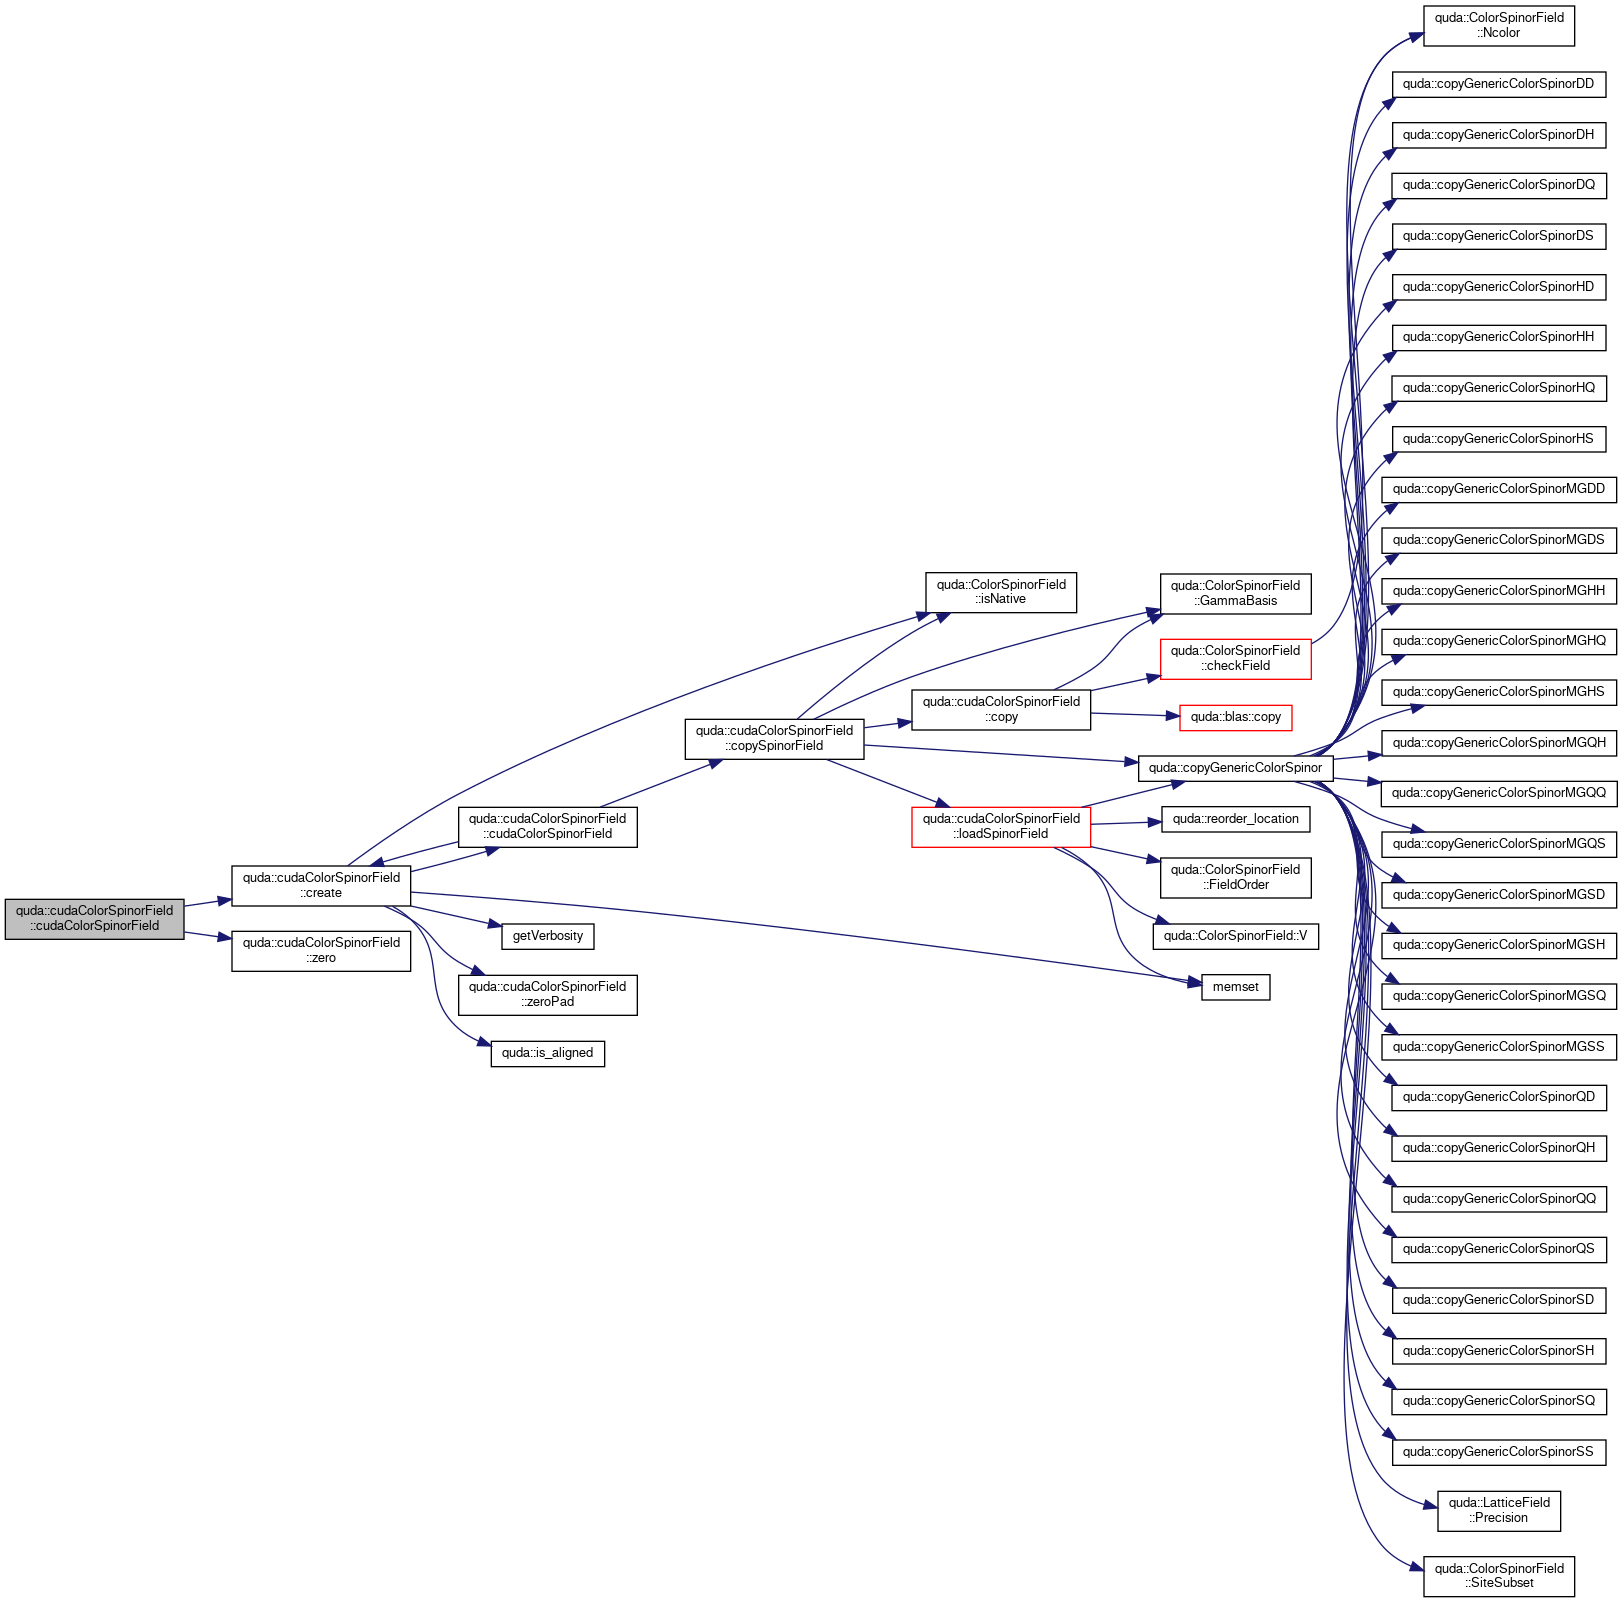 quda::cudaColorSpinorField
::cudaColorSpinorField
quda::cudaColorSpinorField
::create
quda::cudaColorSpinorField
::zero
quda::cudaColorSpinorField
::cudaColorSpinorField
getVerbosity
quda::cudaColorSpinorField
::zeroPad
quda::is_aligned
quda::cudaColorSpinorField
::copySpinorField
quda::ColorSpinorField
::isNative
quda::cudaColorSpinorField
::copy
quda::cudaColorSpinorField
::loadSpinorField
quda::ColorSpinorField
::GammaBasis
quda::ColorSpinorField
::checkField
quda::blas::copy
quda::copyGenericColorSpinor
quda::reorder_location
quda::ColorSpinorField
::FieldOrder
quda::ColorSpinorField::V
memset
quda::ColorSpinorField
::Ncolor
quda::copyGenericColorSpinorDD
quda::copyGenericColorSpinorDH
quda::copyGenericColorSpinorDQ
quda::copyGenericColorSpinorDS
quda::copyGenericColorSpinorHD
quda::copyGenericColorSpinorHH
quda::copyGenericColorSpinorHQ
quda::copyGenericColorSpinorHS
quda::copyGenericColorSpinorMGDD
quda::copyGenericColorSpinorMGDS
quda::copyGenericColorSpinorMGHH
quda::copyGenericColorSpinorMGHQ
quda::copyGenericColorSpinorMGHS
quda::copyGenericColorSpinorMGQH
quda::copyGenericColorSpinorMGQQ
quda::copyGenericColorSpinorMGQS
quda::copyGenericColorSpinorMGSD
quda::copyGenericColorSpinorMGSH
quda::copyGenericColorSpinorMGSQ
quda::copyGenericColorSpinorMGSS
quda::copyGenericColorSpinorQD
quda::copyGenericColorSpinorQH
quda::copyGenericColorSpinorQQ
quda::copyGenericColorSpinorQS
quda::copyGenericColorSpinorSD
quda::copyGenericColorSpinorSH
quda::copyGenericColorSpinorSQ
quda::copyGenericColorSpinorSS
quda::LatticeField
::Precision
quda::ColorSpinorField
::SiteSubset